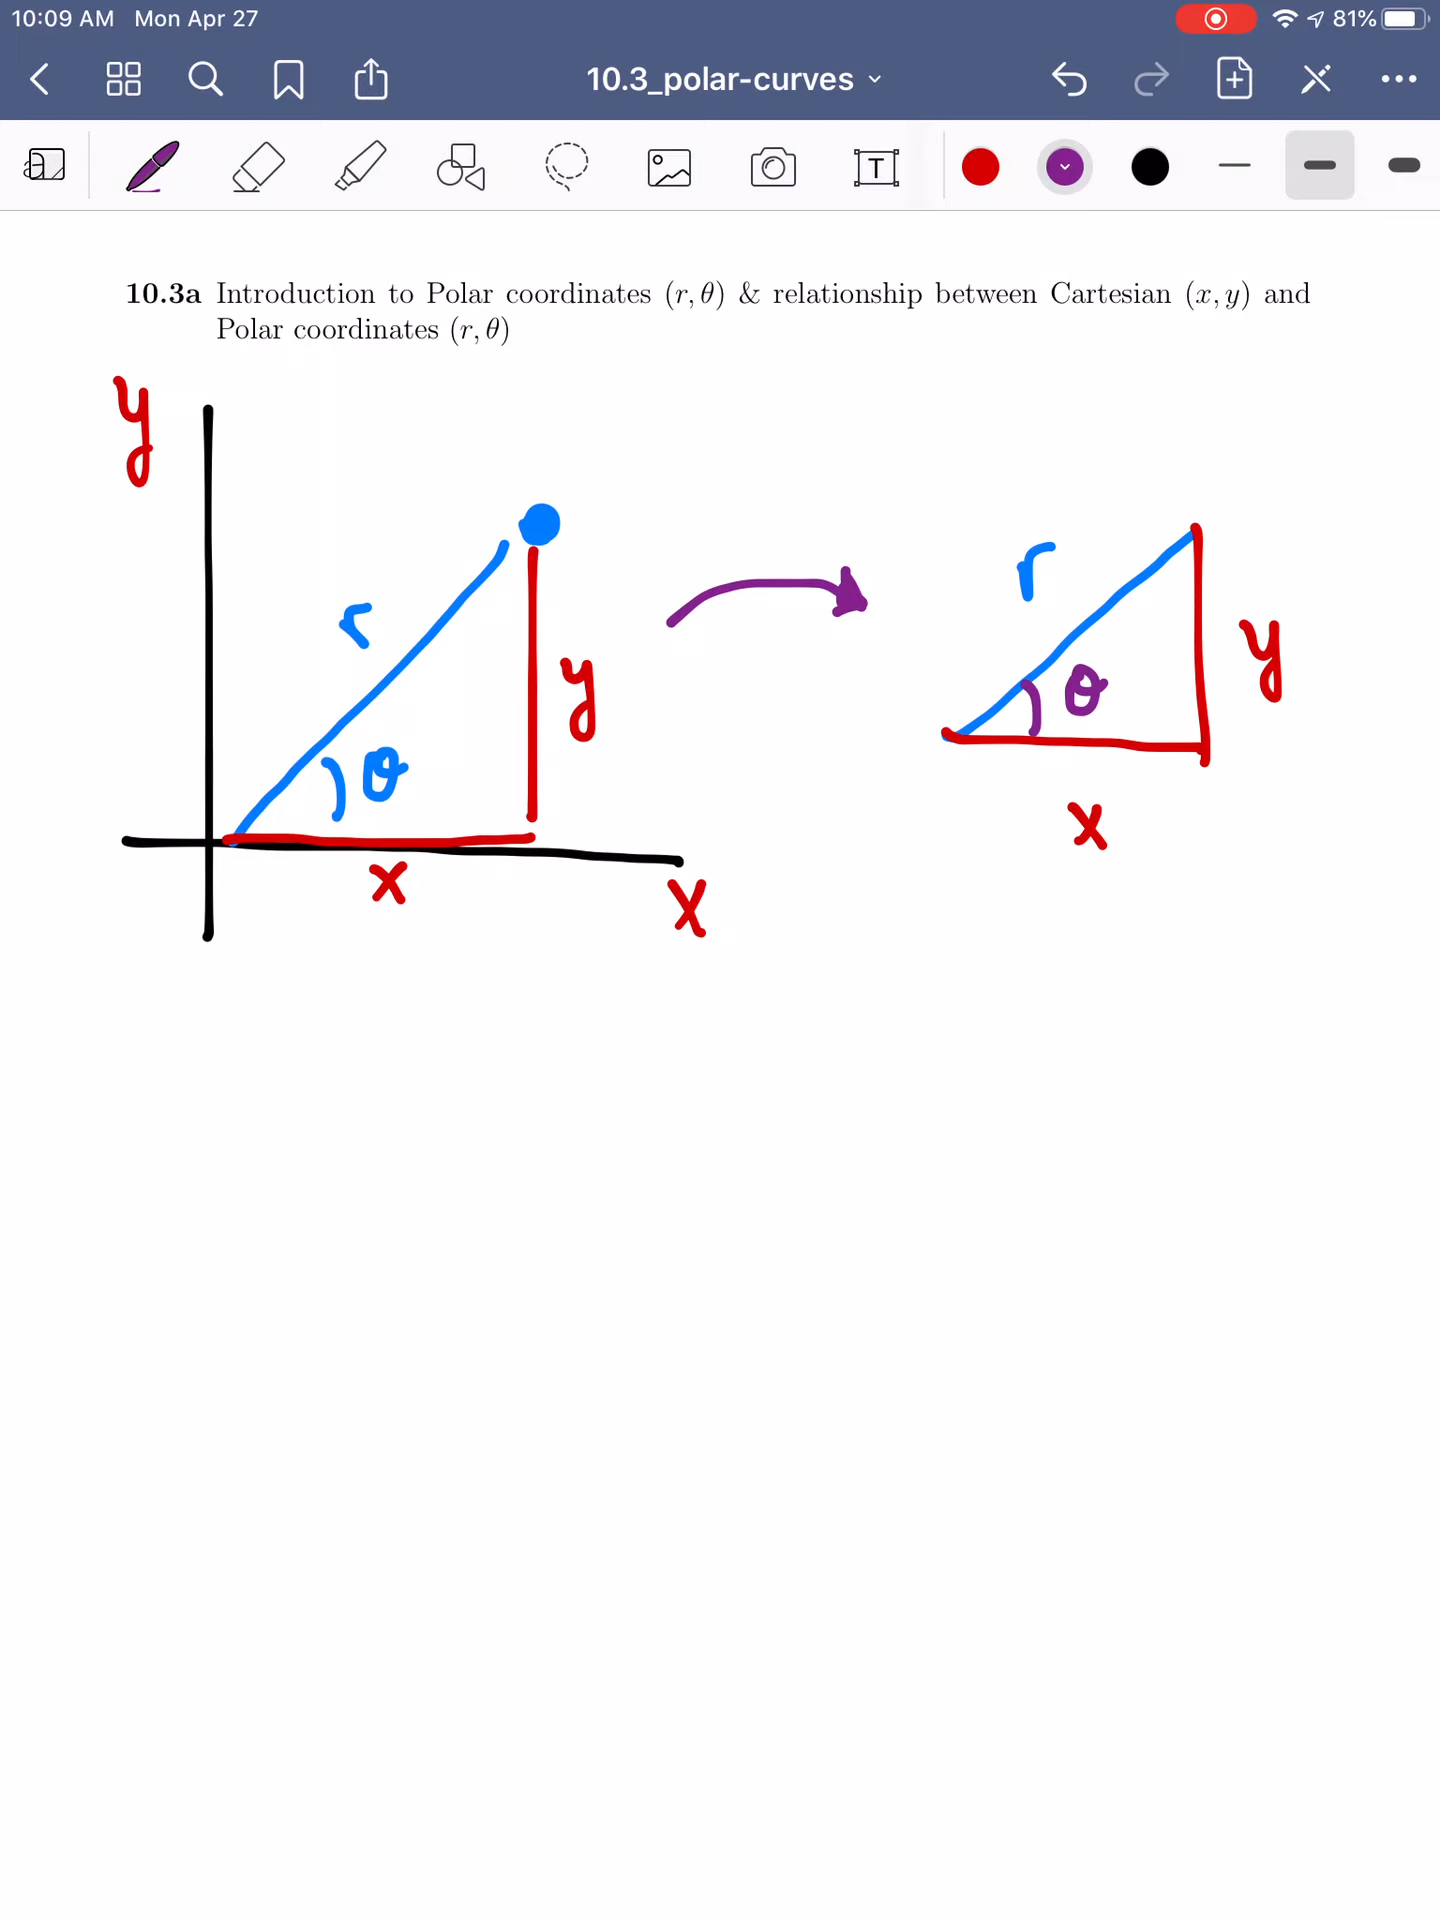 10:09 AM Mon Apr 27
81%
10.3_polar-curves
T
10.3a Introduction to Polar coordinates (r, θ) & relationship between Cartesian (x, y) and
Polar coordinates (r, θ)
y
r
θ
y
x
x
r
θ
y
x